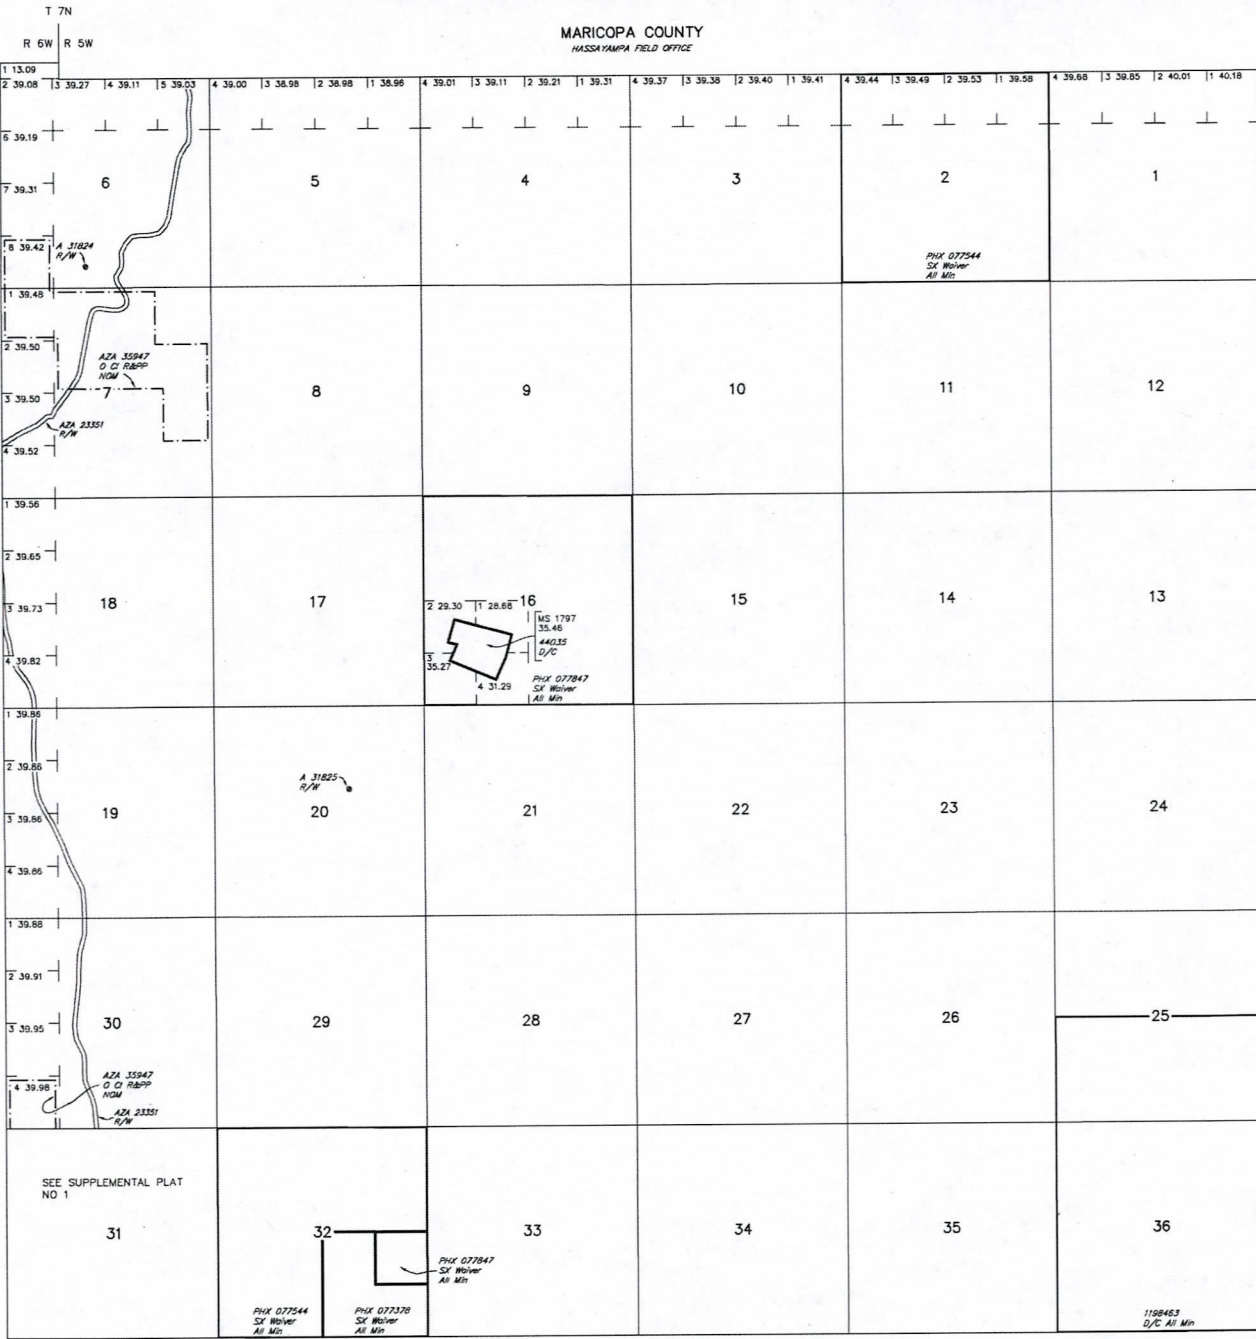 T 7N
R 6W R 5W
MARICOPA COUNTY
HASSAYAMPA FIELD OFFICE
1 13.09
2 39.08 3 39.27 4 39.11 5 39.03 4 39.00 3 38.98 2 38.98 1 38.96 4 39.01 3 39.11 2 39.21 1 39.31 4 39.37 3 39.38 2 39.40 1 39.41 4 39.44 3 39.49 2 39.53 1 39.58 4 39.68 3 39.85 2 40.01 1 40.18
6 39.19
7 39.31 6 5 4 3 2 1
8 39.42
A 31824
R/W
PHX 077544
SX Waiver
All Min
1 39.48
2 39.50
AZA 35947
O Cl R&PP
NOM
3 39.50 7 8 9 10 11 12
AZA 23351
R/W
4 39.52
1 39.56
2 39.65
3 39.73 18 17 16 15 14 13
2 29.30 1 28.68
MS 1797
35.46
44035
D/C
4 39.82
3
35.27
4 31.29
PHX 077847
SX Waiver
All Min
1 39.86
2 39.86
A 31825
R/W
3 39.86 19 20 21 22 23 24
4 39.86
1 39.88
2 39.91
3 39.95 30 29 28 27 26 25
4 39.98
AZA 35947
O Cl R&PP
NOM
AZA 23351
R/W
SEE SUPPLEMENTAL PLAT
NO 1
31 32 33 34 35 36
PHX 077847
SX Waiver
All Min
PHX 077544
SX Waiver
All Min
PHX 077378
SX Waiver
All Min
1198463
D/C All Min